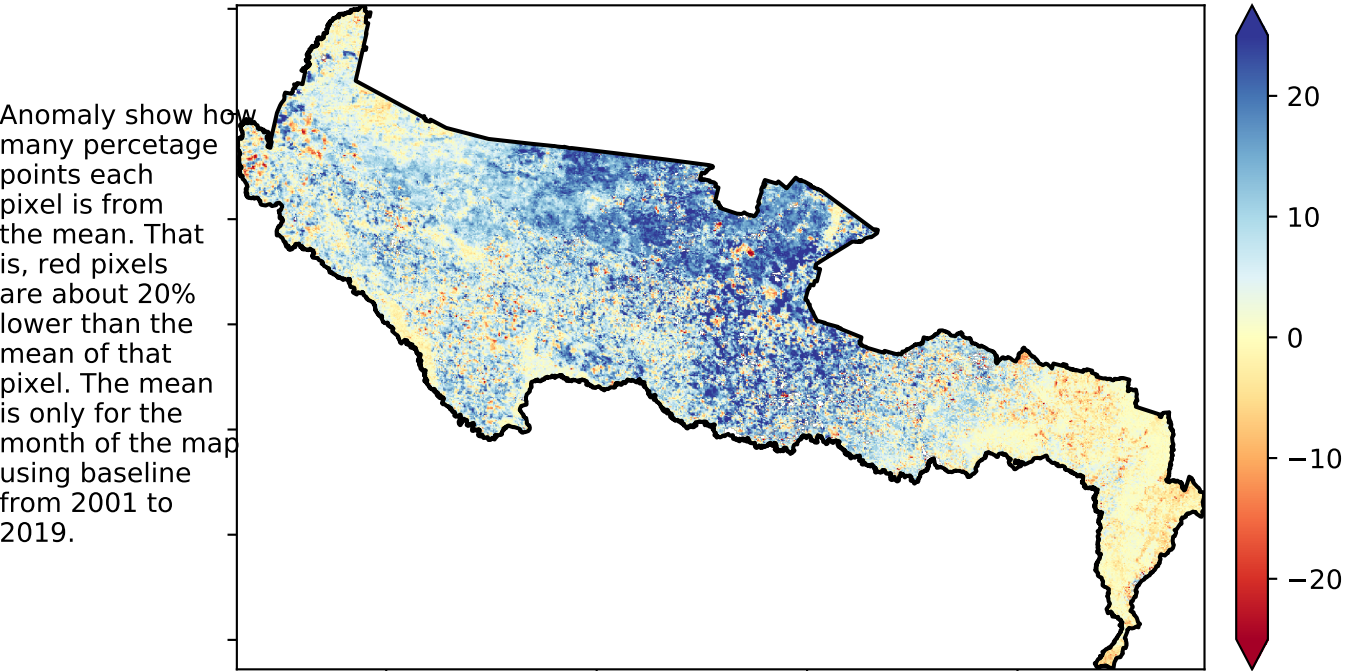 Anomaly show how
many percetage
points each
pixel is from
the mean. That
is, red pixels
are about 20%
lower than the
mean of that
pixel. The mean
is only for the
month of the map
using baseline
from 2001 to
2019.
20
10
0
−10
−20